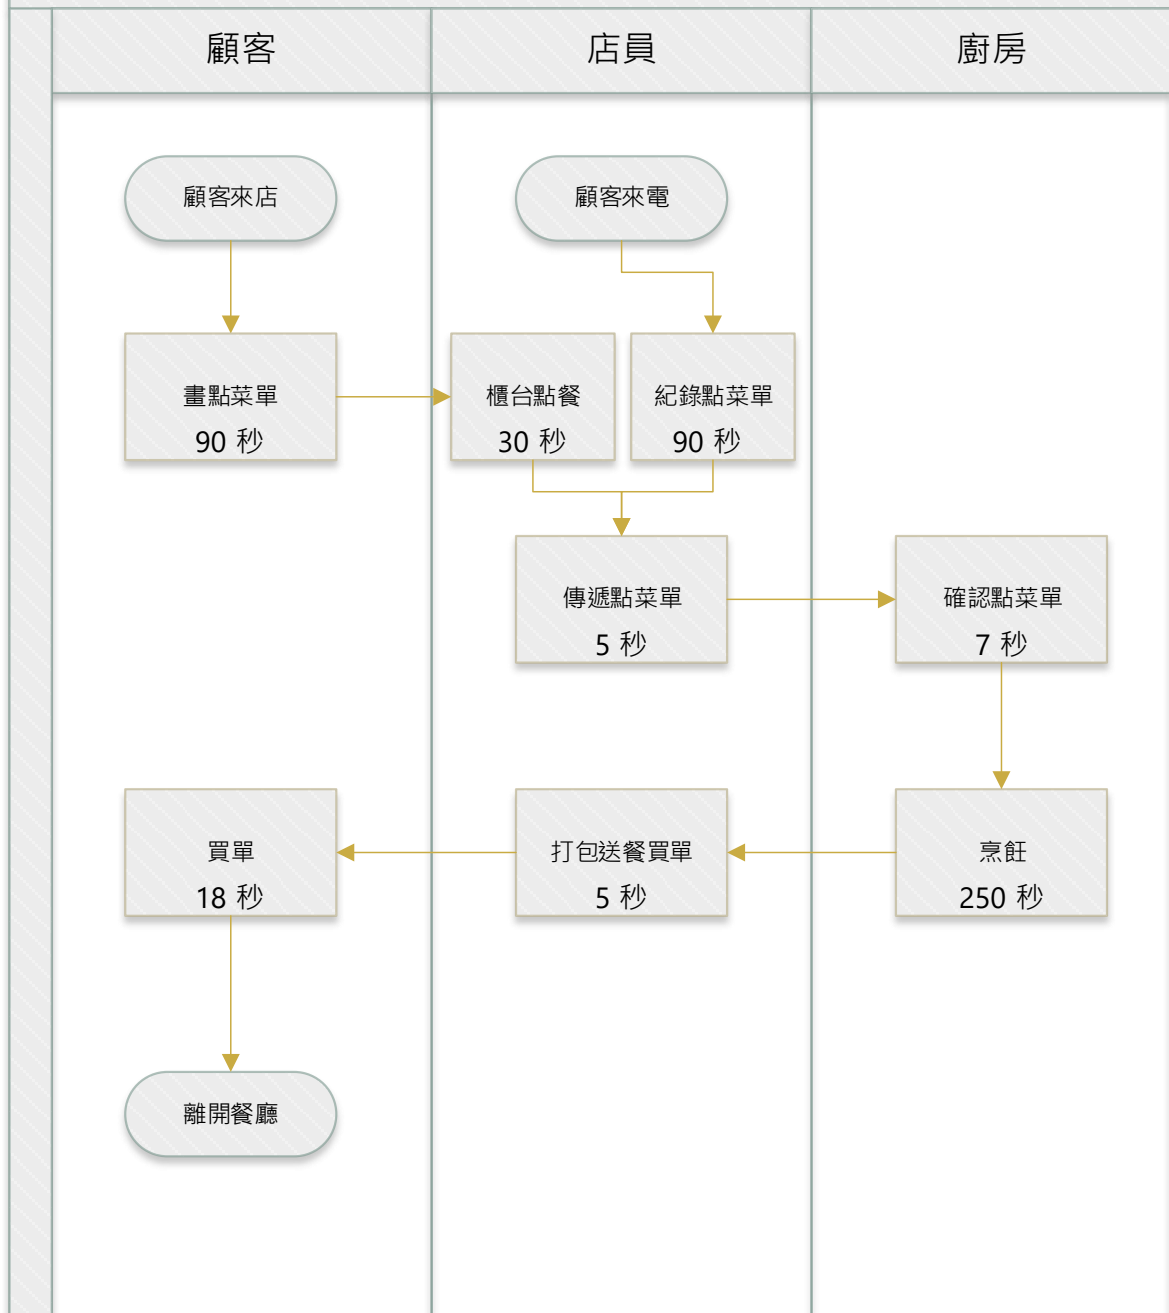 顧客
店員
廚房
顧客來店
顧客來電
畫點菜單
90 秒
櫃台點餐
30 秒
紀錄點菜單
90 秒
傳遞點菜單
5 秒
確認點菜單
7 秒
買單
18 秒
打包送餐買單
5 秒
烹飪
250 秒
離開餐廳